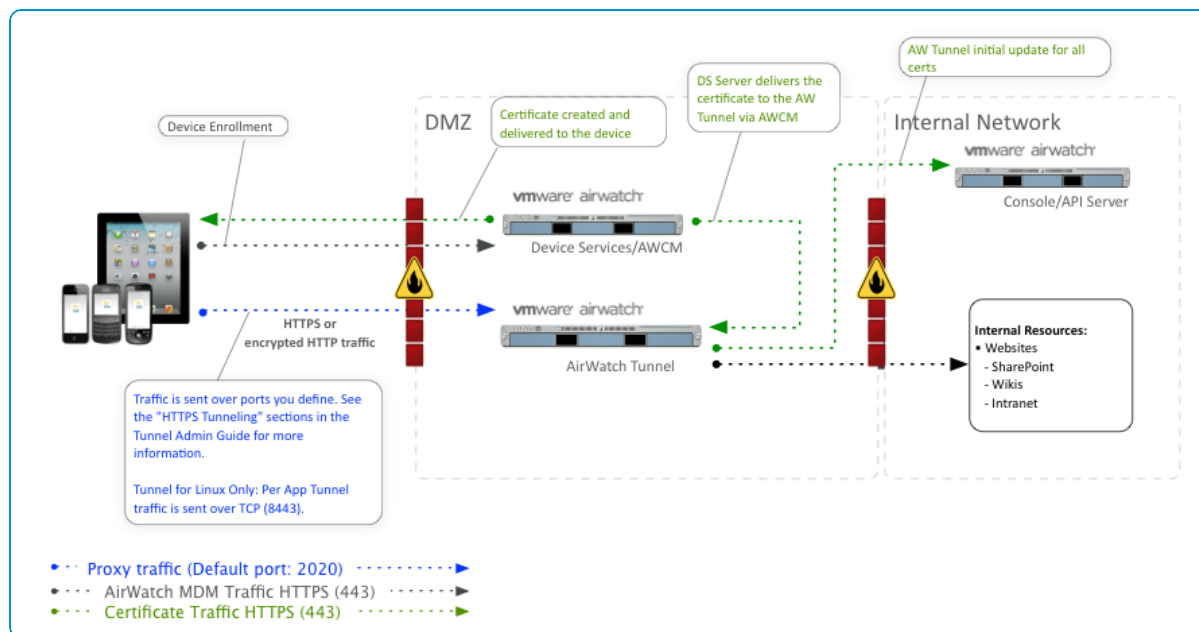 AW Tunnel initial update for all
certs
DS Server delivers the
certificate to the AW
Tunnel via AWCM
Certificate created and
delivered to the device
Device Enrollment
DMZ
Internal Network
vmware airwatch
Console/API Server
vmware airwatch
Device Services/AWCM
vmware airwatch
AirWatch Tunnel
HTTPS or
encrypted HTTP traffic
Internal Resources:
• Websites
- SharePoint
- Wikis
- Intranet
Traffic is sent over ports you define. See
the "HTTPS Tunneling" sections in the
Tunnel Admin Guide for more
information.
Tunnel for Linux Only: Per App Tunnel
traffic is sent over TCP (8443).
Proxy traffic (Default port: 2020)
AirWatch MDM Traffic HTTPS (443)
Certificate Traffic HTTPS (443)